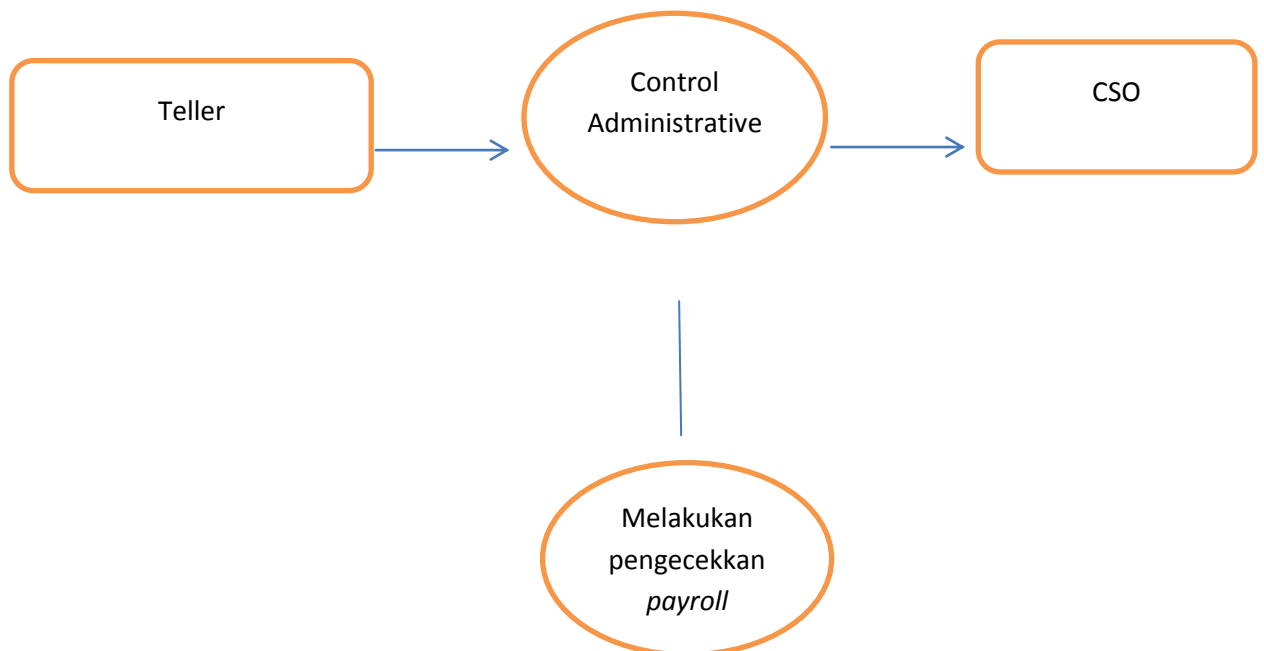 Teller
Control
Administrative
CSO
Melakukan
pengecekkan
payroll